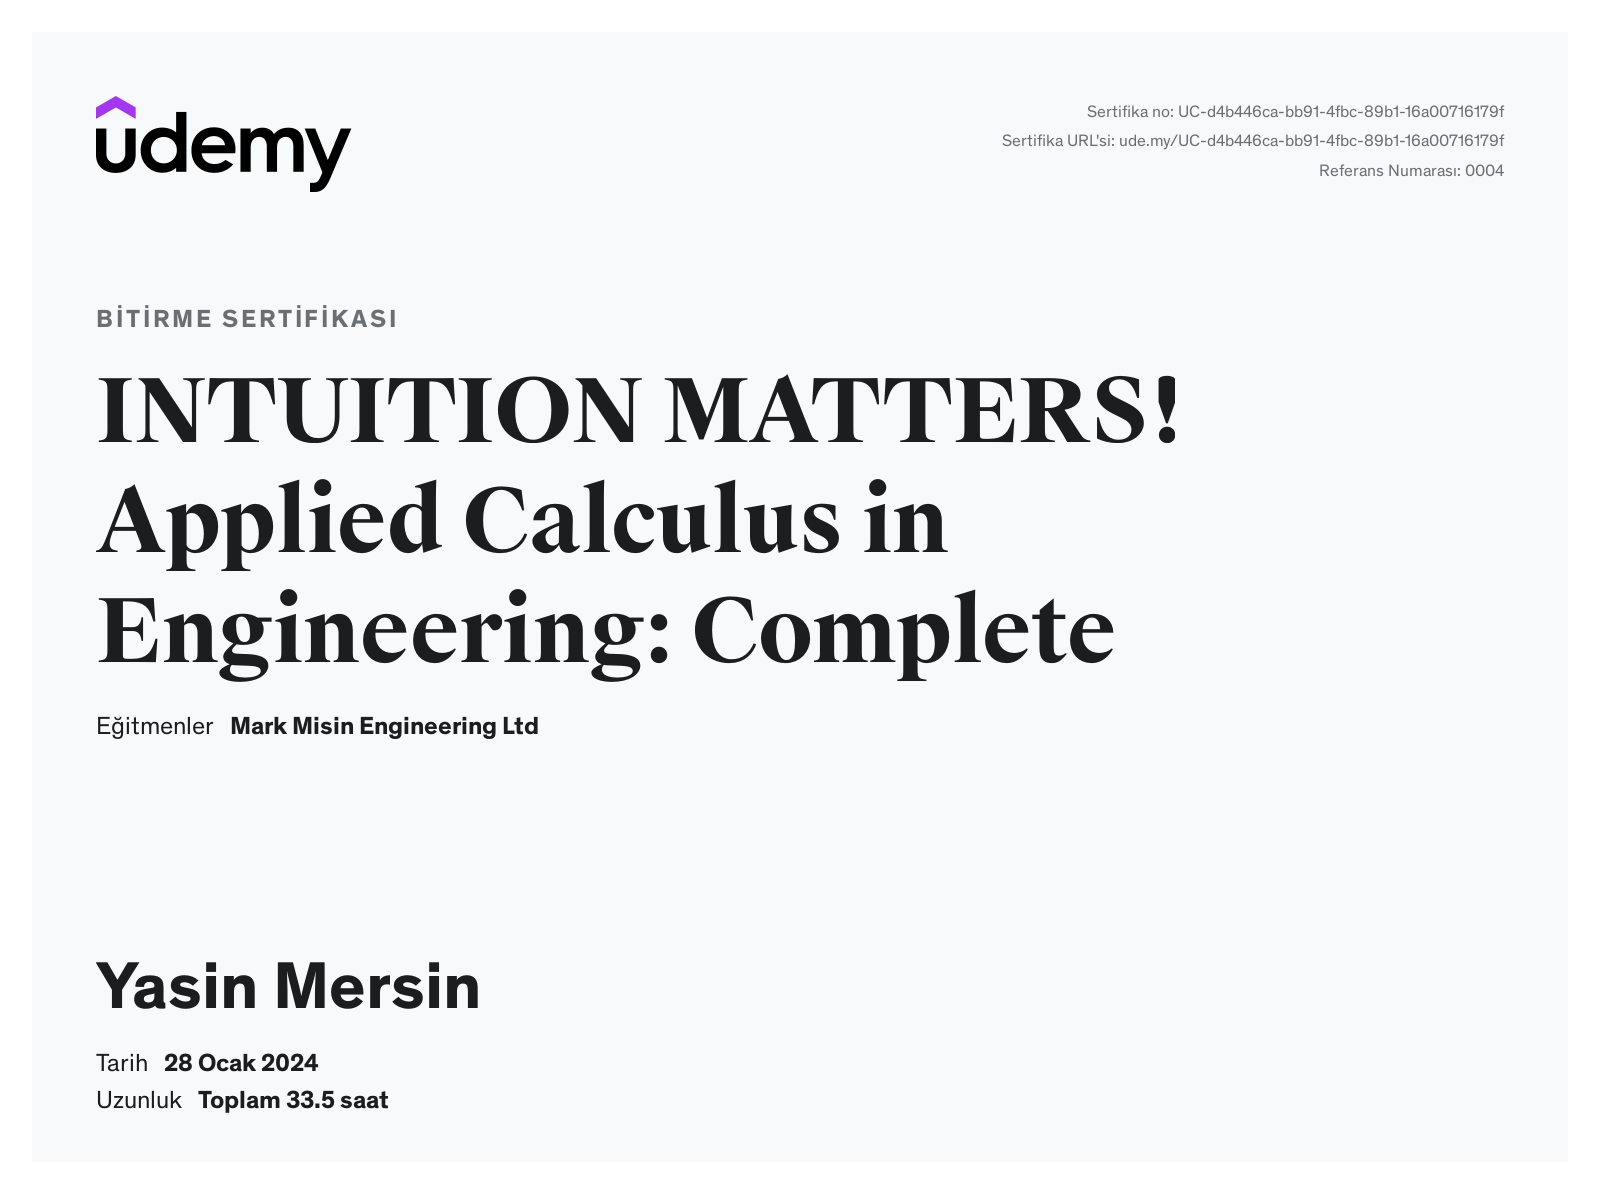 udemy
Sertifika no: UC-d4b446ca-bb91-4fbc-89b1-16a00716179f
Sertifika URL'si: ude.my/UC-d4b446ca-bb91-4fbc-89b1-16a00716179f
Referans Numarası: 0004
BİTİRME SERTİFİKASI
INTUITION MATTERS!
Applied Calculus in
Engineering: Complete
Eğitmenler Mark Misin Engineering Ltd
Yasin Mersin
Tarih 28 Ocak 2024
Uzunluk Toplam 33.5 saat